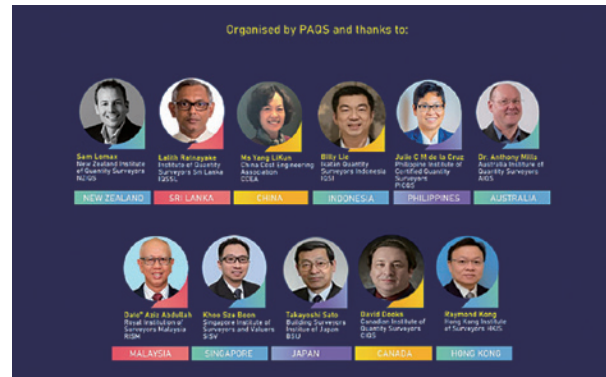 Organised by PAQS and thanks to:
Sam Lomax
New Zealand Institute
of Quantity Surveyors
NZIQS
NEW ZEALAND
Lalith Ratnayake
Institute of Quantity
Surveyors Sri Lanka
IQSSL
SRI LANKA
Ms Yang LiKun
China Cost Engineering
Association
CCEA
CHINA
Billy Lie
Ikatan Quantity
Surveyors Indonesia
IQSI
INDONESIA
Julie C de la Cruz
Philippine Institute of
Certified Quantity
Surveyors
PICQS
PHILIPPINES
Dr. Anthony Mills
Australia Institute of
Quantity Surveyors
AIQS
AUSTRALIA
Dato" Aziz Abdullah
Royal Institution of
Surveyors Malaysia
RISM
MALAYSIA
Khoo Sze Boon
Singapore Institute of
Surveyors and Valuers
SISV
SINGAPORE
Takayoshi Sato
Building Surveyors
Institue of Japan
BSIJ
JAPAN
David Dooks
Canadian Institute of
Quantity Surveyors
CIQS
CANADA
Raymond Kong
Hong Kong Institute
of Surveyors HKIS
HONG KONG